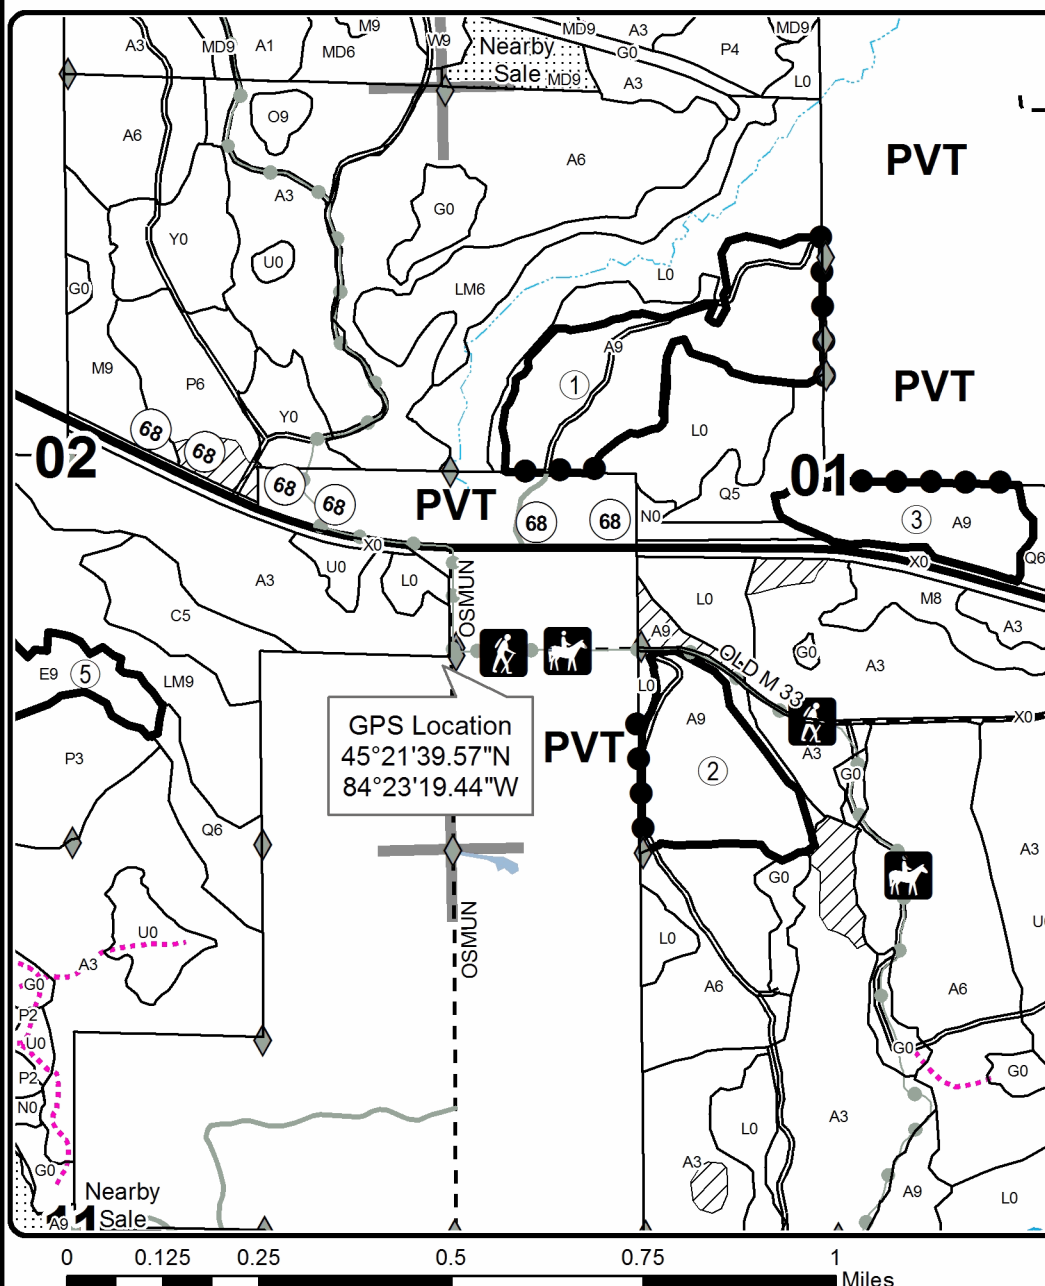 M9
A3
MD9
A1
MD6
W9
MD9
A3
G0
P4
MD9
Nearby
Sale
MD9
A3
L0
O9
A6
A6
PVT
A3
G0
Y0
U0
G0
LM6
L0
A9
M9
P6
1
PVT
Y0
68
68
L0
02
01
68
68
PVT
68
68
Q5
N0
3
A9
X0
X0
Q6
U0
L0
A3
L0
M8
C5
OSMUN
A9
A3
G0
OLD M 33
A3
E9
5
LM9
L0
GPS Location
45°21'39.57"N
84°23'19.44"W
PVT
A9
2
A3
X0
P3
G0
Q6
G0
A3
U0
OSMUN
L0
A3
G0
A6
A6
P2
U0
G0
P2
G0
N0
A3
L0
G0
A3
A9
L0
Nearby
Sale
A9
0
0.125
0.25
0.5
0.75
1
Miles